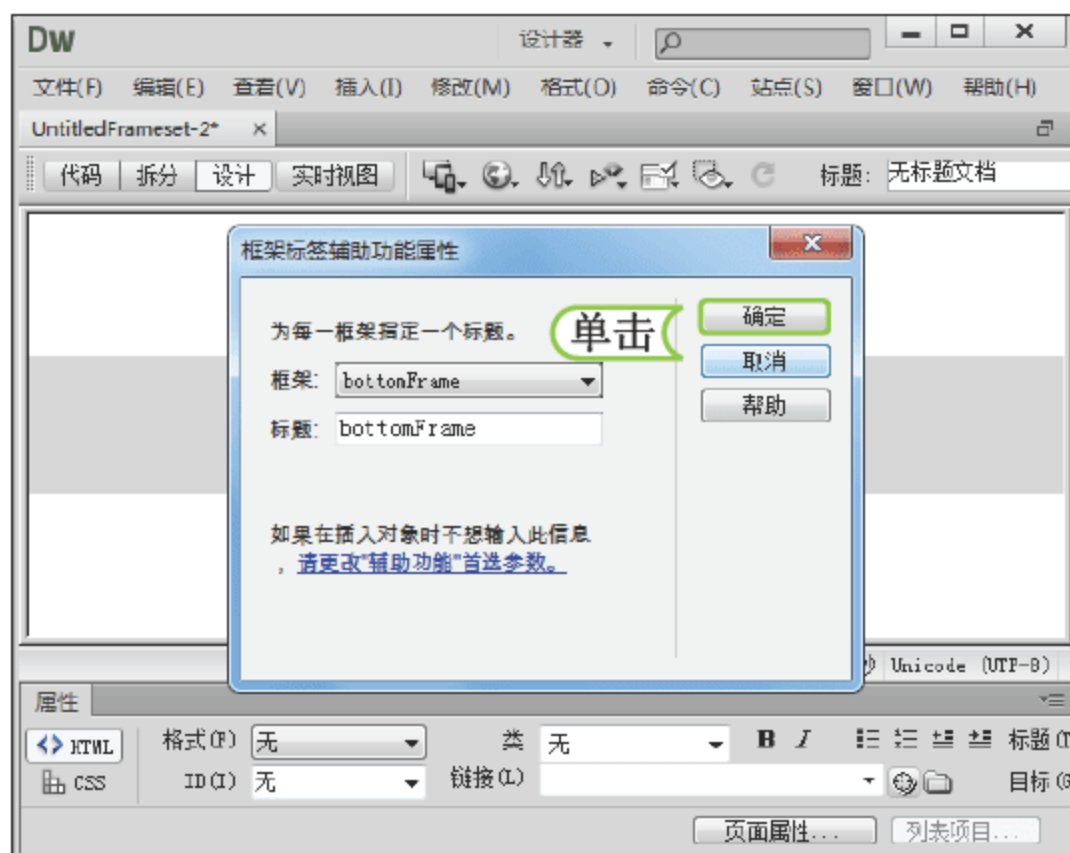 Dw 设计器
文件(F) 编辑(E) 查看(V) 插入(I) 修改(M) 格式(O) 命令(C) 站点(S) 窗口(W) 帮助(H)
UntitledFrameset-2* ×
代码 拆分 设计 实时视图 标题: 无标题文档
框架标签辅助功能属性
为每一框架指定一个标题。 单击 确定
取消
框架: bottonFrame
帮助
标题: bottomFrame
如果在插入对象时不想输入此信息
，请更改"辅助功能"首选参数。
Unicode (UTF-8)
属性
<> HTML 格式(F) 无 类 无 B I 标题(T
CSS ID(I) 无 链接(L) 目标(G
页面属性... 列表项目...